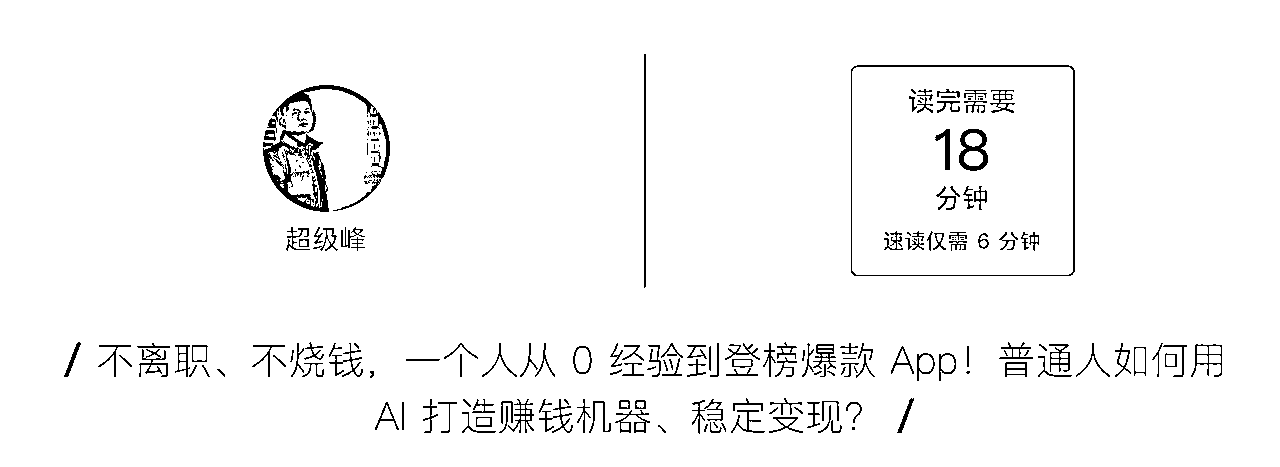 超级峰
读完需要
18
分钟
速读仅需 6 分钟
/ 不离职、不烧钱，一个人从 0 经验到登榜爆款 App！普通人如何用
AI 打造赚钱机器、稳定变现？ /